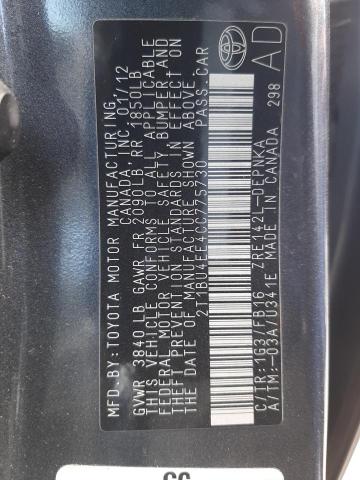 MFD.BY:TOYOTA MOTOR MANUFACTURING,
CANADA, INC. 01/12
GVWR 3840 LB GAWR FR 2090LB, RR 1850LB
THIS VEHICLE CONFORMS TO ALL APPLICABLE
FEDERAL MOTOR VEHICLE SAFETY, BUMPER, AND
THEFT PREVENTION STANDARDS IN EFFECT ON
THE DATE OF MANUFACTURE SHOWN ABOVE.
2T1BU4EE4CC775730 PASS.CAR
C/TR:1G3/FB16 ZRE142L-DEPNKA
A/TM:-03A/U341E MADE IN CANADA 298
AD